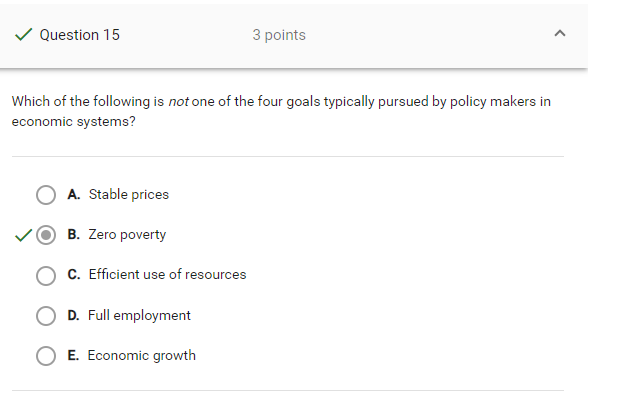 Question 15 3 points
Which of the following is not one of the four goals typically pursued by policy makers in
economic systems?
A. Stable prices
B. Zero poverty
C. Efficient use of resources
D. Full employment
E. Economic growth